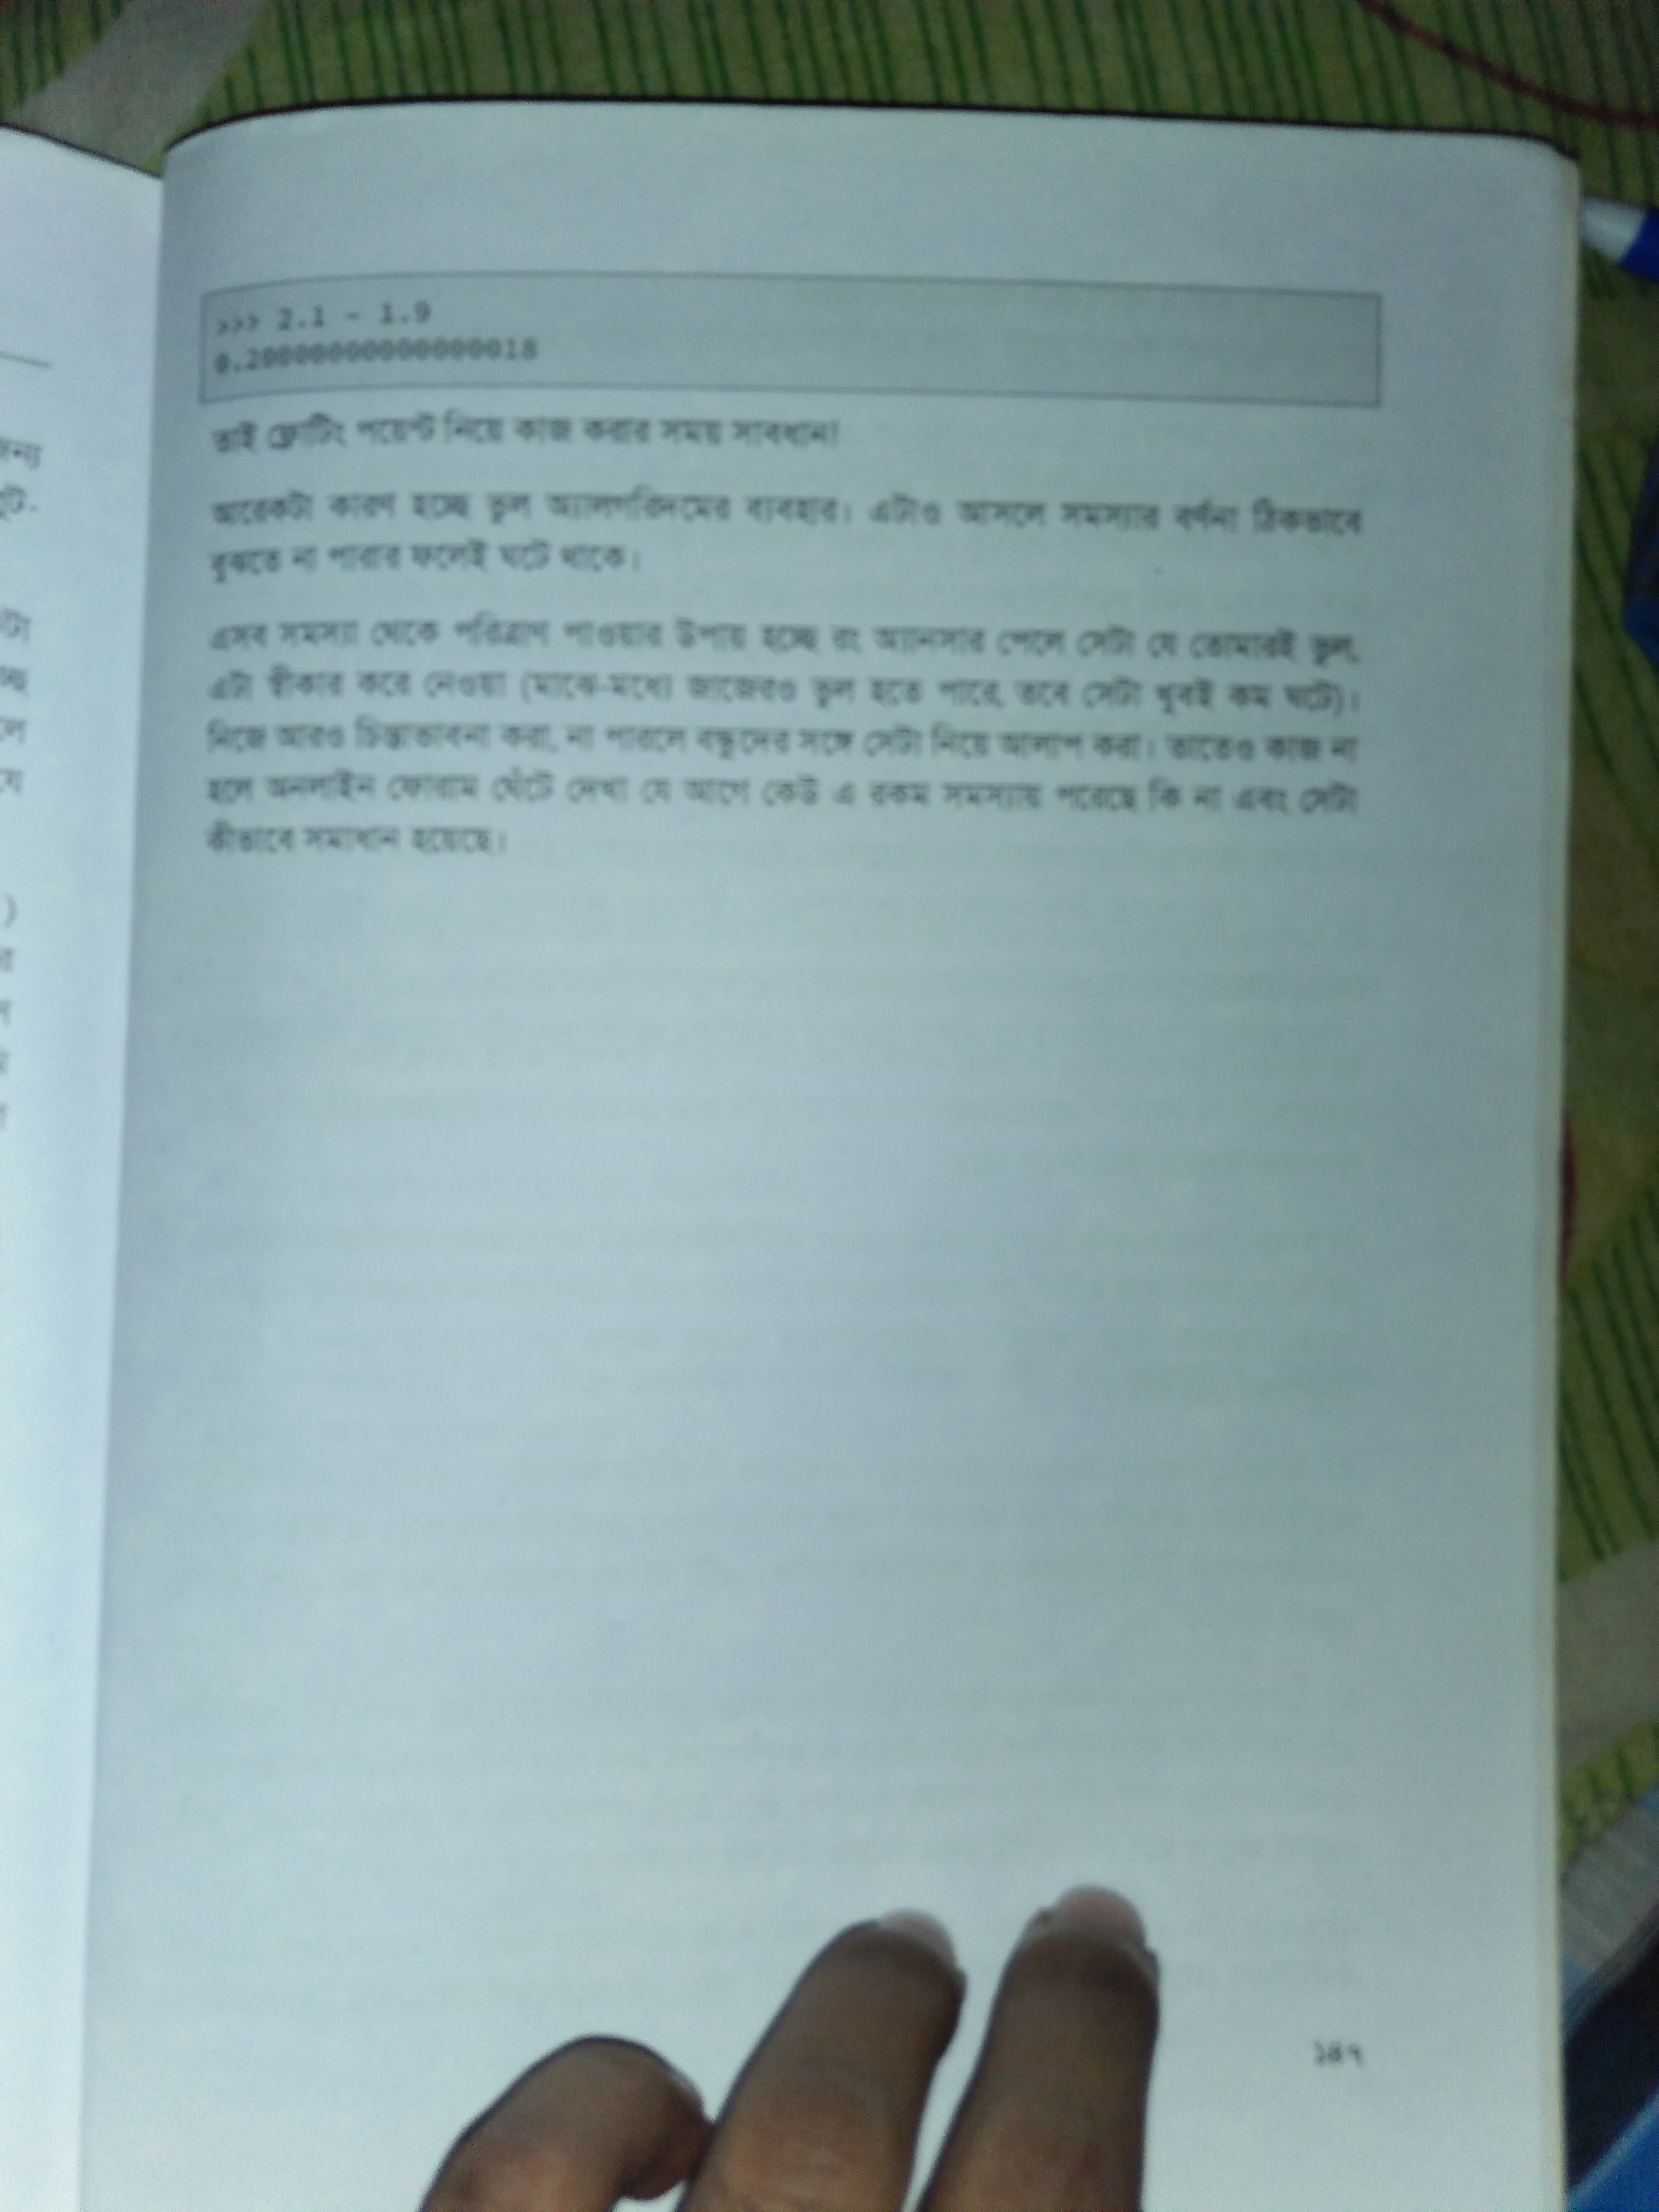 >>> 2.1 - 1.9
0.20000000000000018
তাই ফ্লোটিং পয়েন্ট নিয়ে কাজ করার সময় সাবধান!
আরেকটা কারণ হচ্ছে ভুল অ্যালগরিদমের ব্যবহার। এটাও আসলে সমস্যার বর্ণনা ঠিকভাবে
বুঝতে না পারার ফলেই ঘটে থাকে।
এসব সমস্যা থেকে পরিত্রাণ পাওয়ার উপায় হচ্ছে রং অ্যানসার পেলে সেটা যে তোমারই ভুল,
এটা স্বীকার করে নেওয়া (মাঝে-মধ্যে জাজেরও ভুল হতে পারে, তবে সেটা খুবই কম ঘটে)।
নিজে আরও চিন্তাভাবনা করা, না পারলে বন্ধুদের সঙ্গে সেটা নিয়ে আলাপ করা। তাতেও কাজ না
হলে অনলাইন ফোরাম ঘেঁটে দেখা যে আগে কেউ এ রকম সমস্যায় পরেছে কি না এবং সেটা
কীভাবে সমাধান হয়েছে।
১৪৭